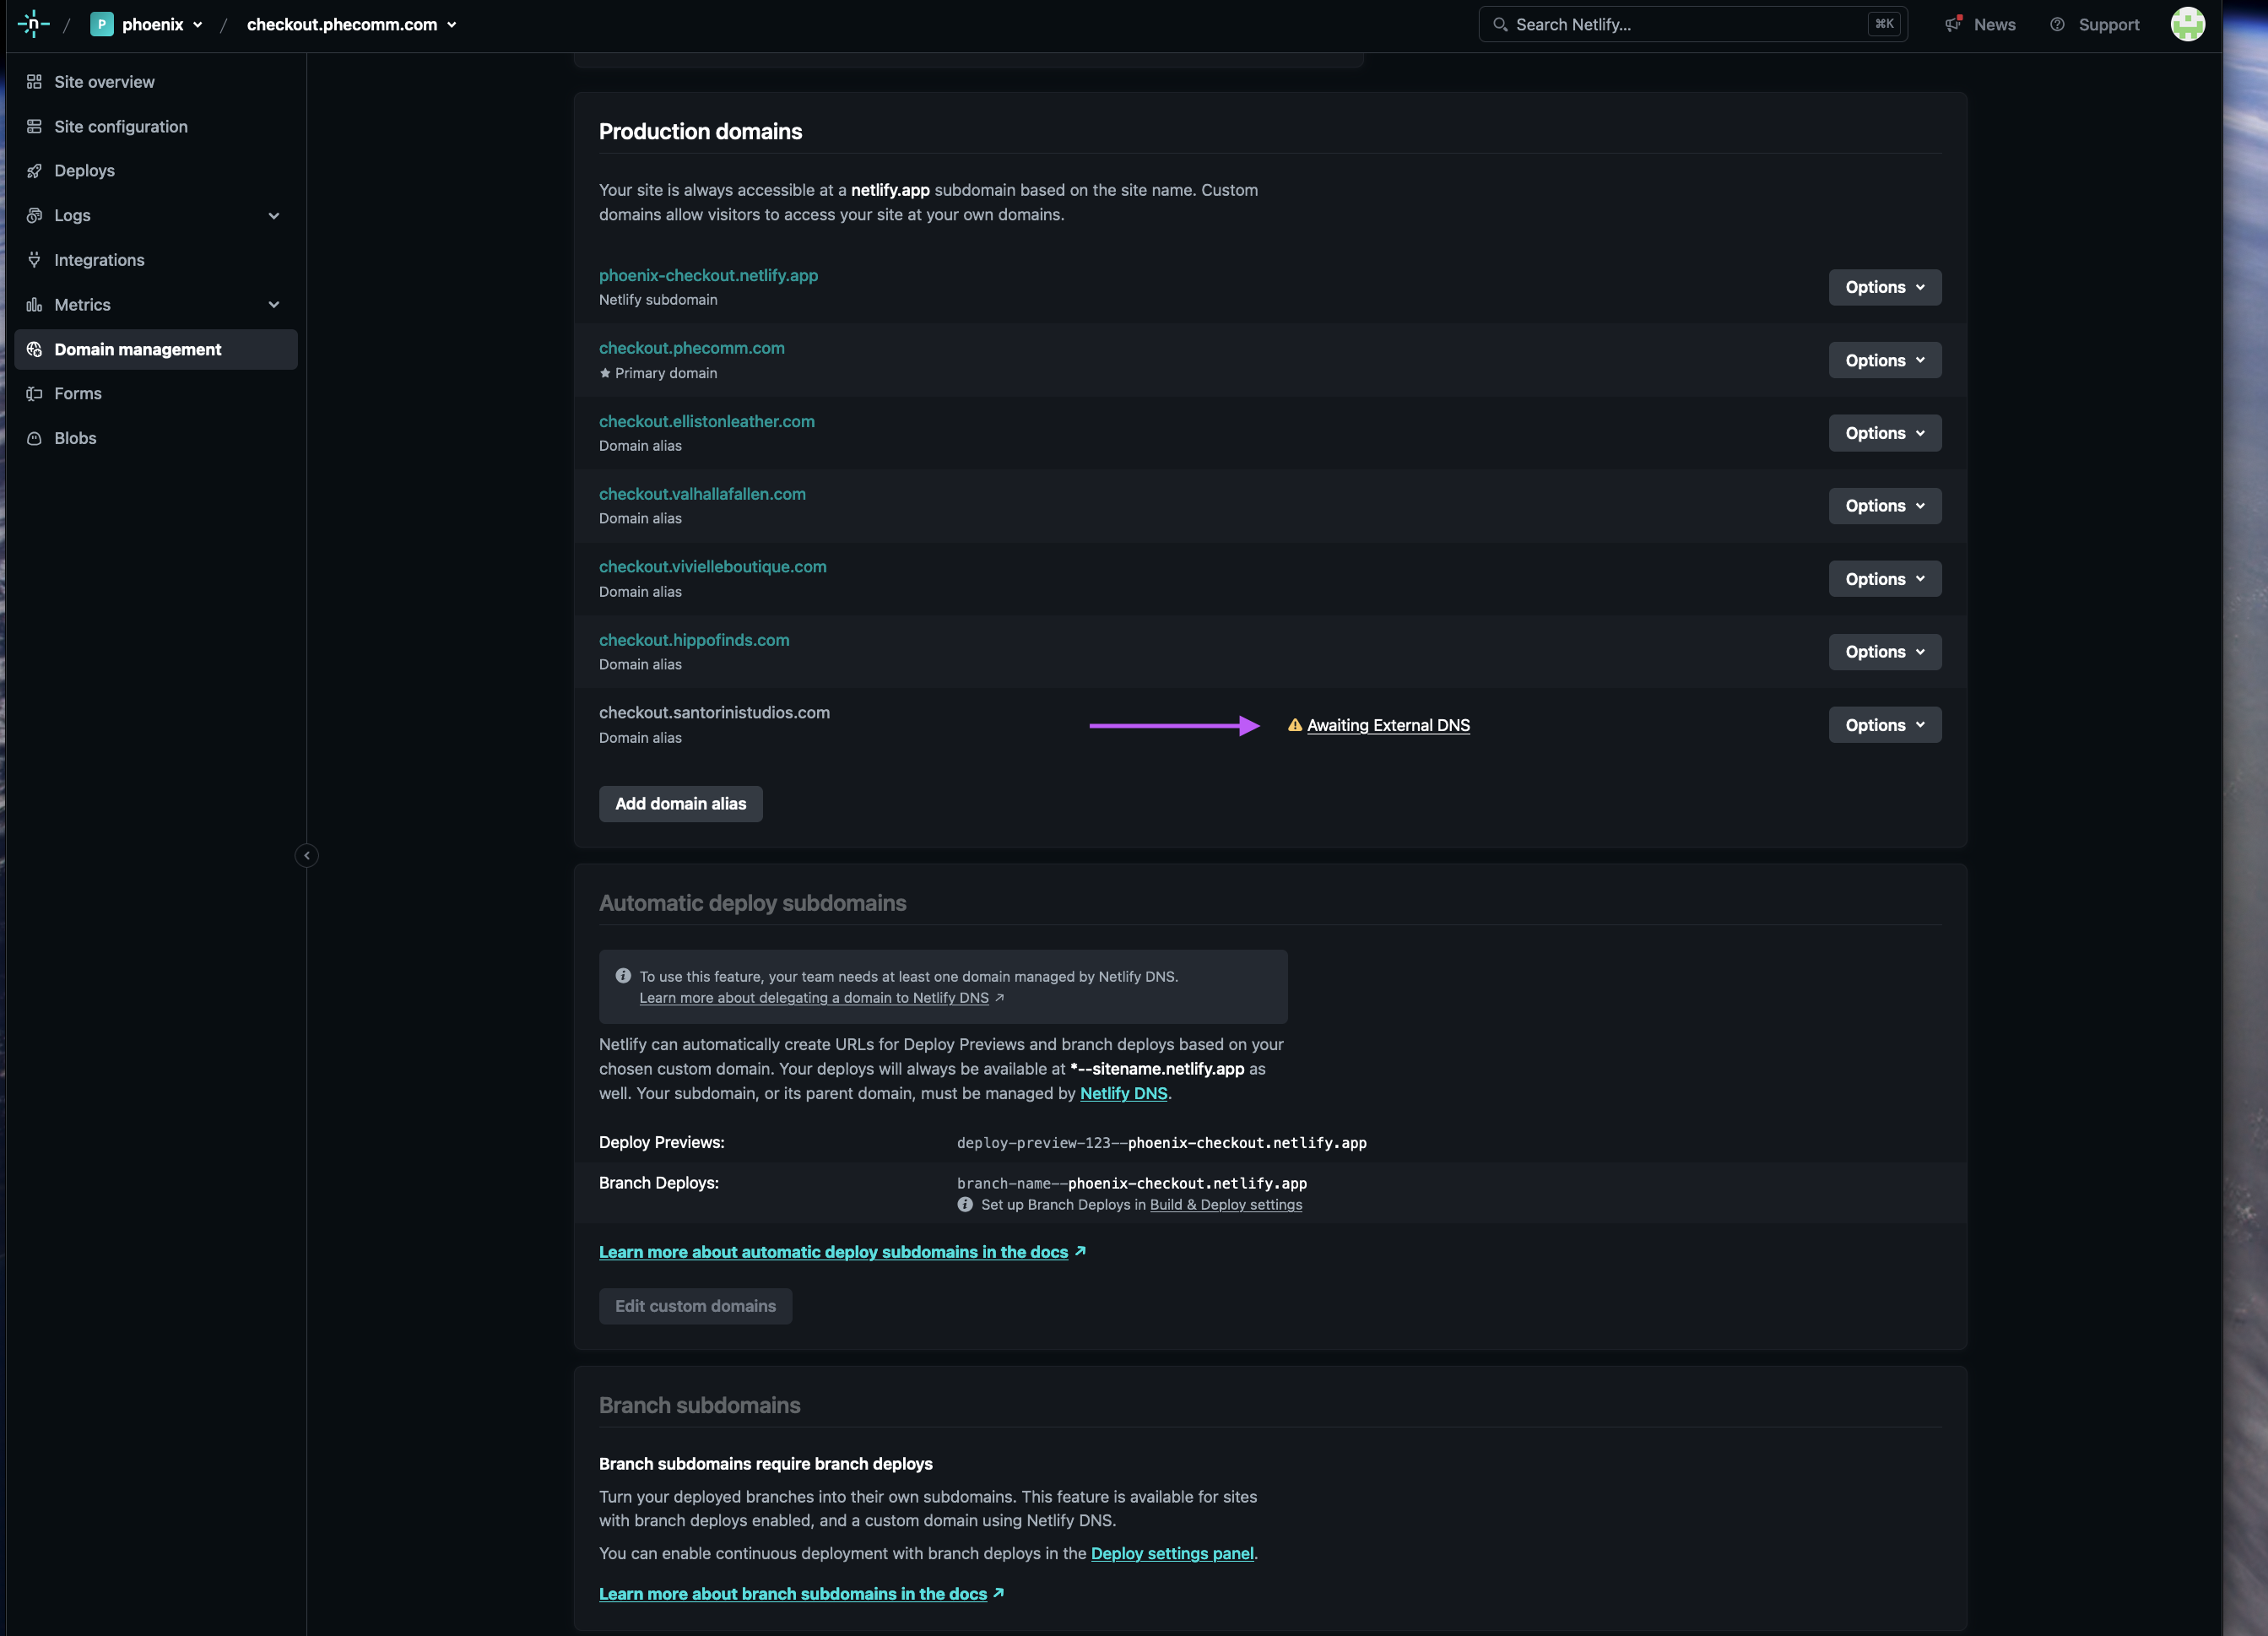 / P phoenix / checkout.phecomm.com
Search Netlify... ⌘K
News
Support
Site overview
Site configuration
Deploys
Logs
Integrations
Metrics
Domain management
Forms
Blobs
Production domains
Your site is always accessible at a netlify.app subdomain based on the site name. Custom
domains allow visitors to access your site at your own domains.
phoenix-checkout.netlify.app
Netlify subdomain
Options
checkout.phecomm.com
Primary domain
Options
checkout.ellistonleather.com
Domain alias
Options
checkout.valhallafallen.com
Domain alias
Options
checkout.vivielleboutique.com
Domain alias
Options
checkout.hippofinds.com
Domain alias
Options
checkout.santorinistudios.com
Domain alias
Awaiting External DNS
Options
Add domain alias
Automatic deploy subdomains
To use this feature, your team needs at least one domain managed by Netlify DNS.
Learn more about delegating a domain to Netlify DNS
Netlify can automatically create URLs for Deploy Previews and branch deploys based on your
chosen custom domain. Your deploys will always be available at *--sitename.netlify.app as
well. Your subdomain, or its parent domain, must be managed by Netlify DNS.
Deploy Previews: deploy-preview-123--phoenix-checkout.netlify.app
Branch Deploys: branch-name--phoenix-checkout.netlify.app
Set up Branch Deploys in Build & Deploy settings
Learn more about automatic deploy subdomains in the docs
Edit custom domains
Branch subdomains
Branch subdomains require branch deploys
Turn your deployed branches into their own subdomains. This feature is available for sites
with branch deploys enabled, and a custom domain using Netlify DNS.
You can enable continuous deployment with branch deploys in the Deploy settings panel.
Learn more about branch subdomains in the docs